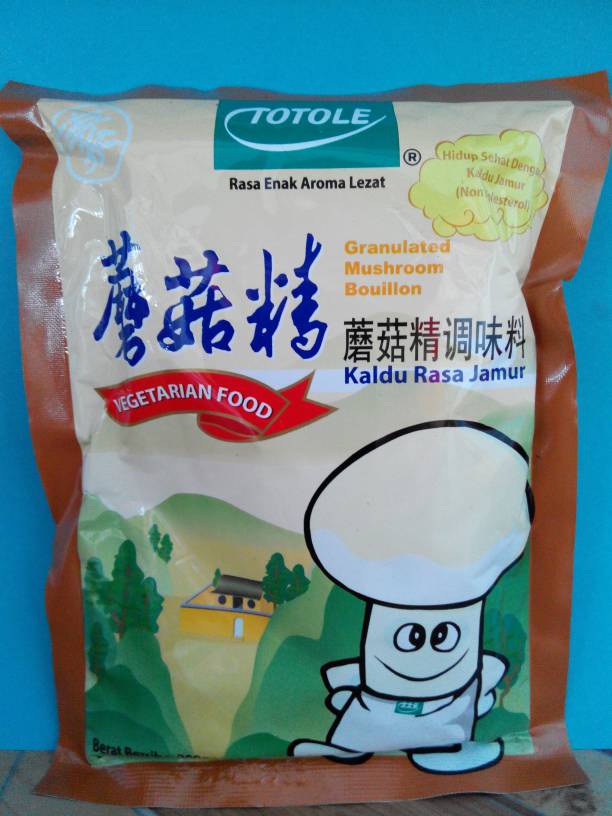 TOTOLE
®
Rasa Enak Aroma Lezat
Hidup Sehat Dengan
Kaldu Jamur
蘑菇精
Granulated
Mushroom
Bouillon
蘑菇精调味料
Kaldu Rasa Jamur
VEGETARIAN FOOD
Berat